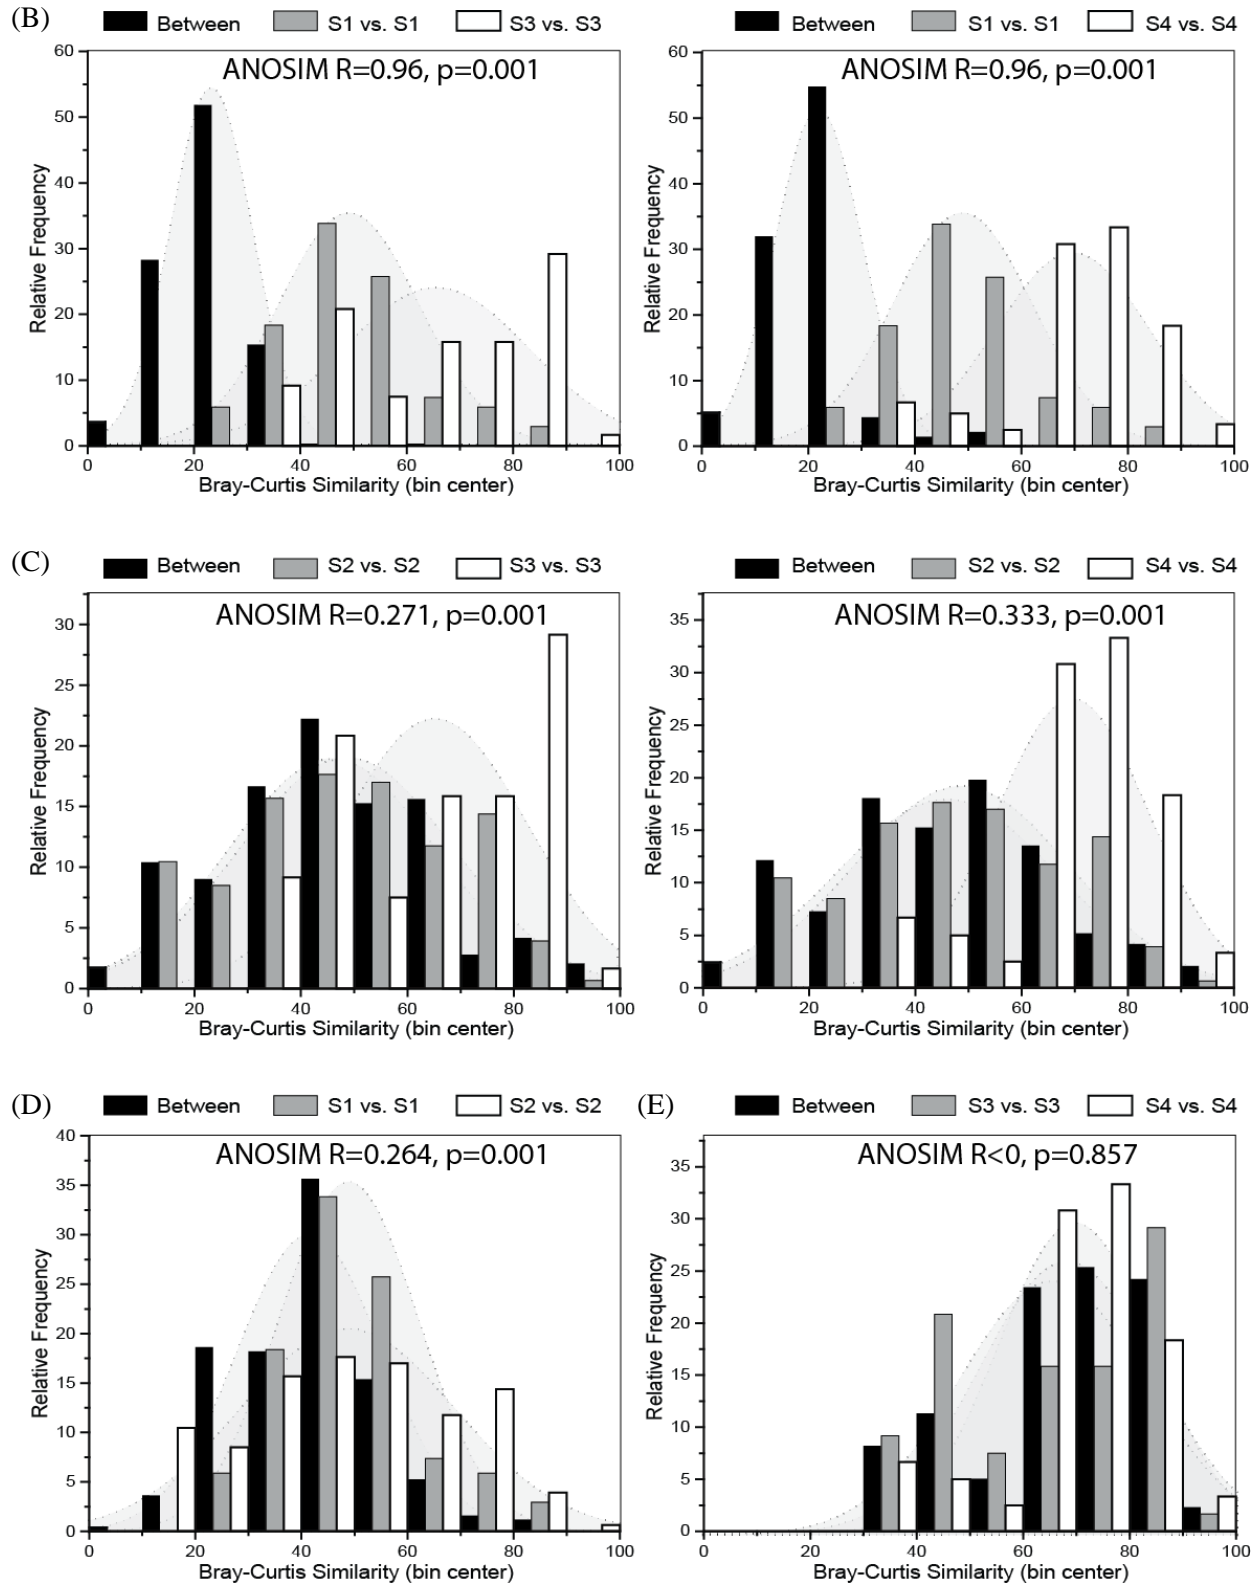 (B)
Between S1 vs. S1 S3 vs. S3
ANOSIM R=0.96, p=0.001
Relative Frequency
60
50
40
30
20
10
0
0 20 40 60 80 100
Bray-Curtis Similarity (bin center)
Between S1 vs. S1 S4 vs. S4
ANOSIM R=0.96, p=0.001
Relative Frequency
60
50
40
30
20
10
0
0 20 40 60 80 100
Bray-Curtis Similarity (bin center)
(C)
Between S2 vs. S2 S3 vs. S3
ANOSIM R=0.271, p=0.001
Relative Frequency
30
25
20
15
10
5
0
0 20 40 60 80 100
Bray-Curtis Similarity (bin center)
Between S2 vs. S2 S4 vs. S4
ANOSIM R=0.333, p=0.001
Relative Frequency
35
30
25
20
15
10
5
0
0 20 40 60 80 100
Bray-Curtis Similarity (bin center)
(D)
Between S1 vs. S1 S2 vs. S2
ANOSIM R=0.264, p=0.001
Relative Frequency
40
35
30
25
20
15
10
5
0
0 20 40 60 80 100
Bray-Curtis Similarity (bin center)
(E)
Between S3 vs. S3 S4 vs. S4
ANOSIM R<0, p=0.857
Relative Frequency
35
30
25
20
15
10
5
0
0 20 40 60 80 100
Bray-Curtis Similarity (bin center)